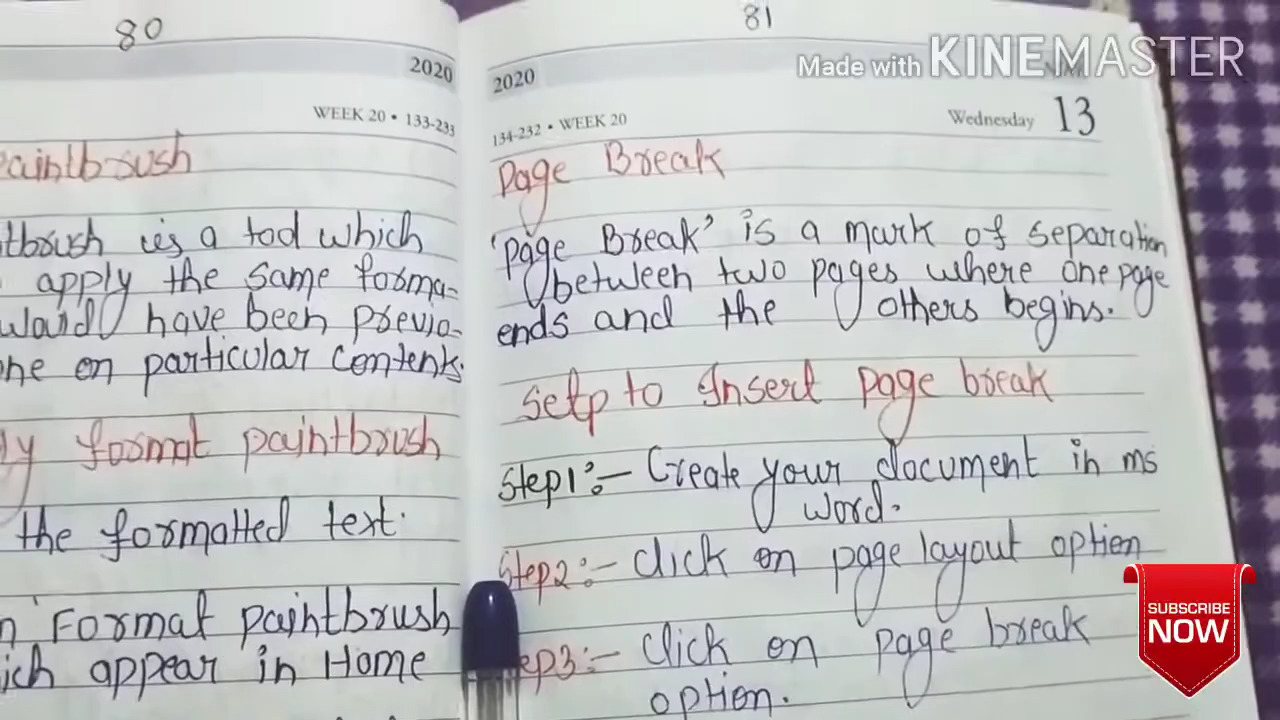 80
2020
WEEK 20 • 133-233
aintbrush
tbrush is a tool which
apply the same forma-
have been previo-
ne on particular contents.
y format paintbrush
the formatted text.
n Format paintbrush
ich appear in Home
81
Made with KINEMASTER
2020
134-232 • WEEK 20
Wednesday 13
Page Break
'Page Break' is a mark of separation
between two pages where one page
ends and the others begins.
Setp to Insert page break
Step1:- Create your document in ms
word.
Step2:- Click on page layout option
SUBSCRIBE
NOW
ep3:- Click on page break
option.